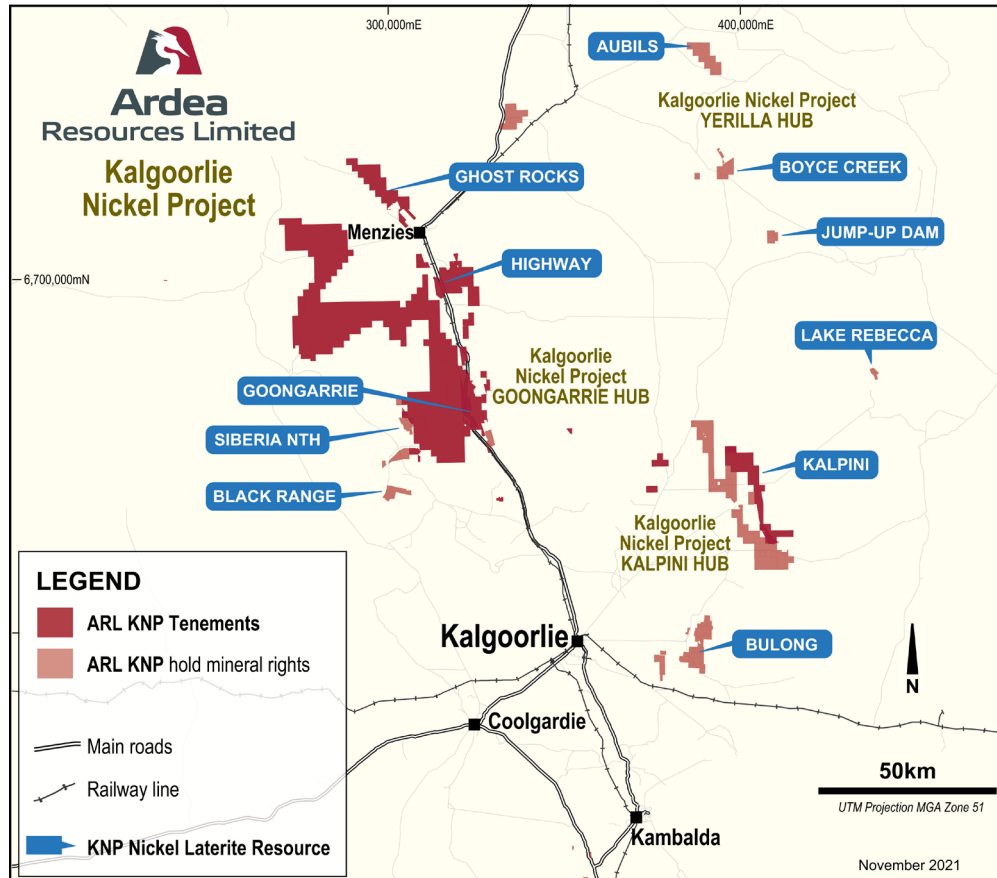 300,000mE
400,000mE
Ardea
Resources Limited
Kalgoorlie
Nickel Project
AUBILS
Kalgoorlie Nickel Project
YERILLA HUB
BOYCE CREEK
GHOST ROCKS
JUMP-UP DAM
Menzies
HIGHWAY
6,700,000mN
LAKE REBECCA
Kalgoorlie
Nickel Project
GOONGARRIE HUB
GOONGARRIE
SIBERIA NTH
KALPINI
BLACK RANGE
Kalgoorlie
Nickel Project
KALPINI HUB
LEGEND
ARL KNP Tenements
ARL KNP hold mineral rights
Main roads
Railway line
KNP Nickel Laterite Resource
Kalgoorlie
BULONG
N
Coolgardie
50km
UTM Projection MGA Zone 51
Kambalda
November 2021